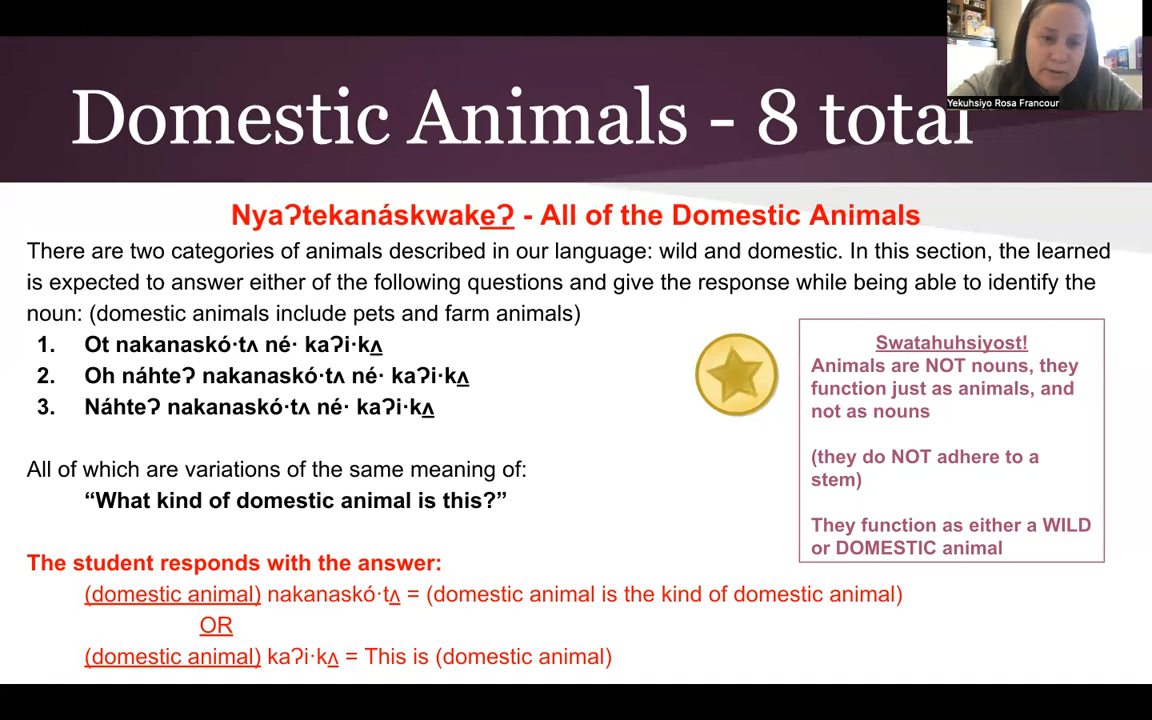 Domestic Animals - 8 total
Yekuhsiyo Rosa Francour
Nyaʔtekanáskwakeʔ - All of the Domestic Animals
There are two categories of animals described in our language: wild and domestic. In this section, the learned
is expected to answer either of the following questions and give the response while being able to identify the
noun: (domestic animals include pets and farm animals)
1. Ot nakanaskó·tʌ né· kaʔi·kʌ
2. Oh náhteʔ nakanaskó·tʌ né· kaʔi·kʌ
3. Náhteʔ nakanaskó·tʌ né· kaʔi·kʌ
All of which are variations of the same meaning of:
“What kind of domestic animal is this?”
The student responds with the answer:
(domestic animal) nakanaskó·tʌ = (domestic animal is the kind of domestic animal)
OR
(domestic animal) kaʔi·kʌ = This is (domestic animal)
Swatahuhsiyost!
Animals are NOT nouns, they
function just as animals, and
not as nouns
(they do NOT adhere to a
stem)
They function as either a WILD
or DOMESTIC animal